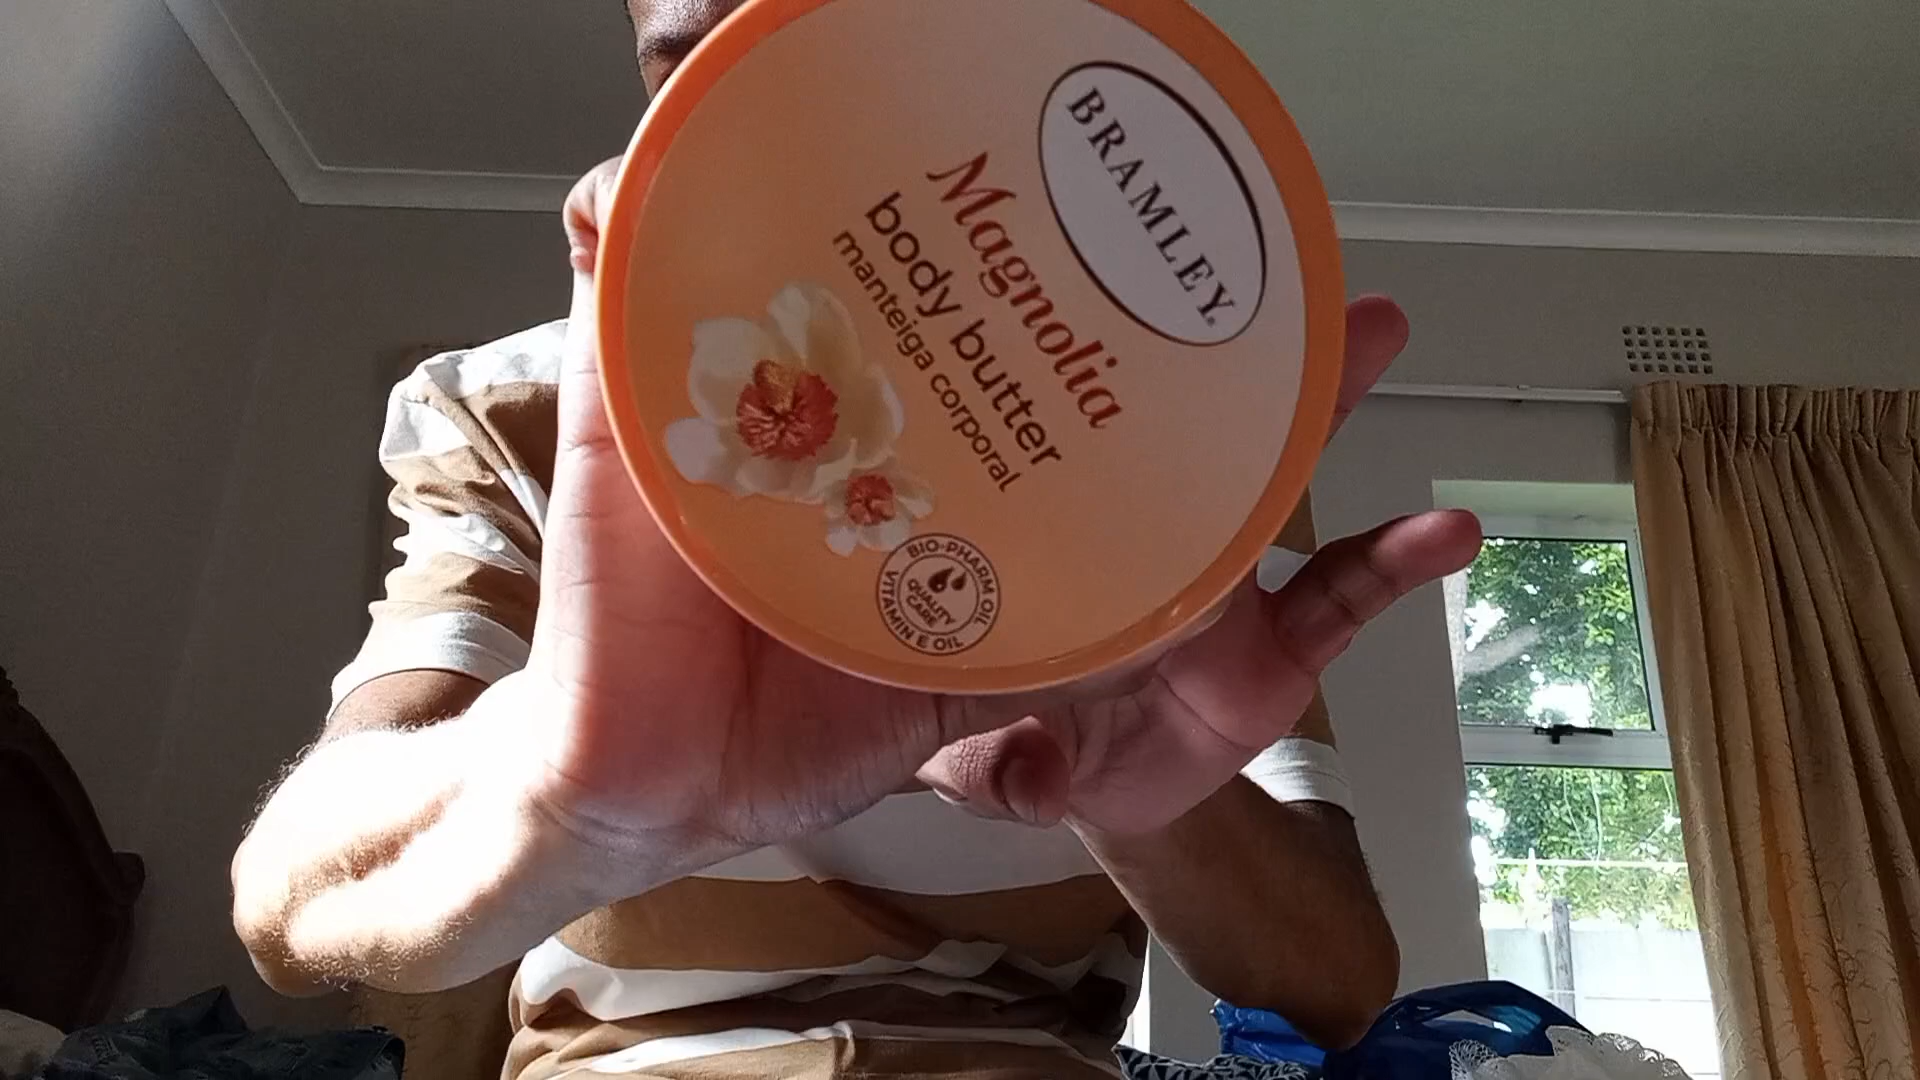 BRAMLEY
Magnolia
body butter
manteiga corporal
BIO-PHARM OIL
QUALITY
CARE
VITAMIN E OIL